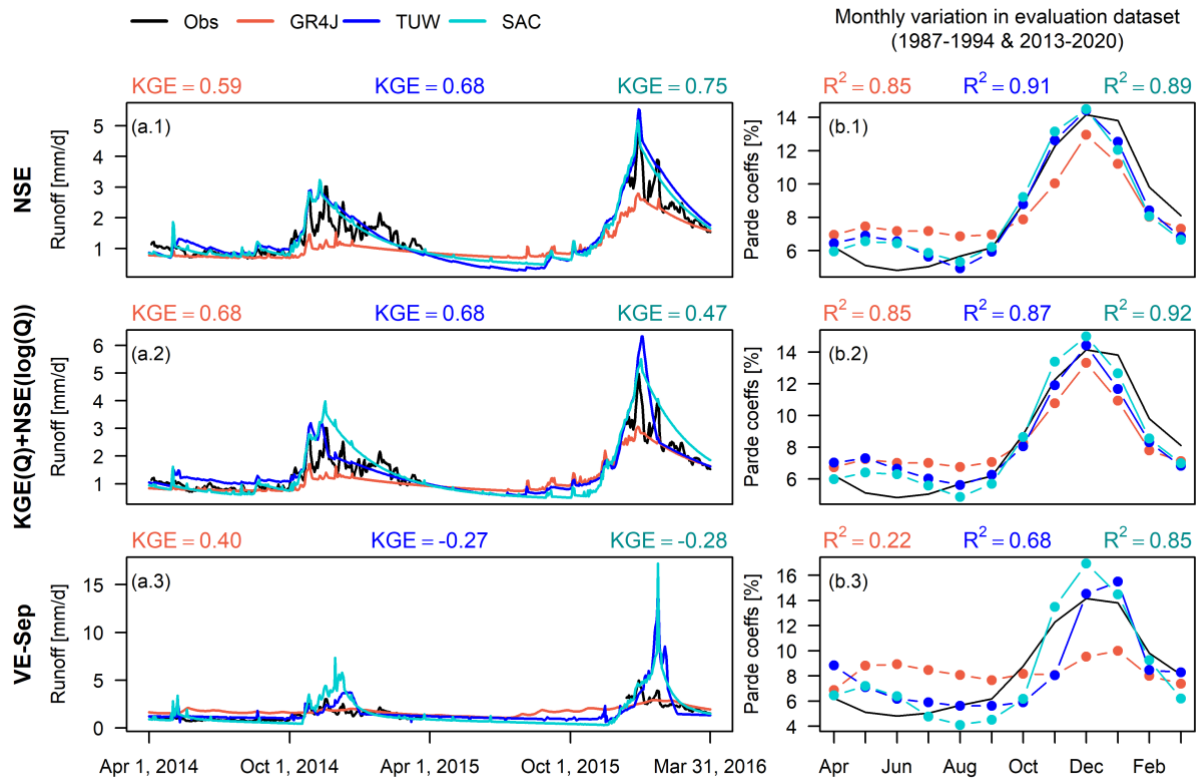 Obs GR4J TUW SAC
Monthly variation in evaluation dataset
(1987-1994 & 2013-2020)
NSE
KGE = 0.59 KGE = 0.68 KGE = 0.75
(a.1)
Runoff [mm/d]
5
4
3
2
1
R² = 0.85 R² = 0.91 R² = 0.89
(b.1)
Parde coeffs [%]
14
12
10
8
6
KGE(Q)+NSE(log(Q))
KGE = 0.68 KGE = 0.68 KGE = 0.47
(a.2)
Runoff [mm/d]
6
5
4
3
2
1
R² = 0.85 R² = 0.87 R² = 0.92
(b.2)
Parde coeffs [%]
14
12
10
8
6
VE-Sep
KGE = 0.40 KGE = -0.27 KGE = -0.28
(a.3)
Runoff [mm/d]
15
10
5
0
Apr 1, 2014 Oct 1, 2014 Apr 1, 2015 Oct 1, 2015 Mar 31, 2016
R² = 0.22 R² = 0.68 R² = 0.85
(b.3)
Parde coeffs [%]
16
14
12
10
8
6
4
Apr Jun Aug Oct Dec Feb